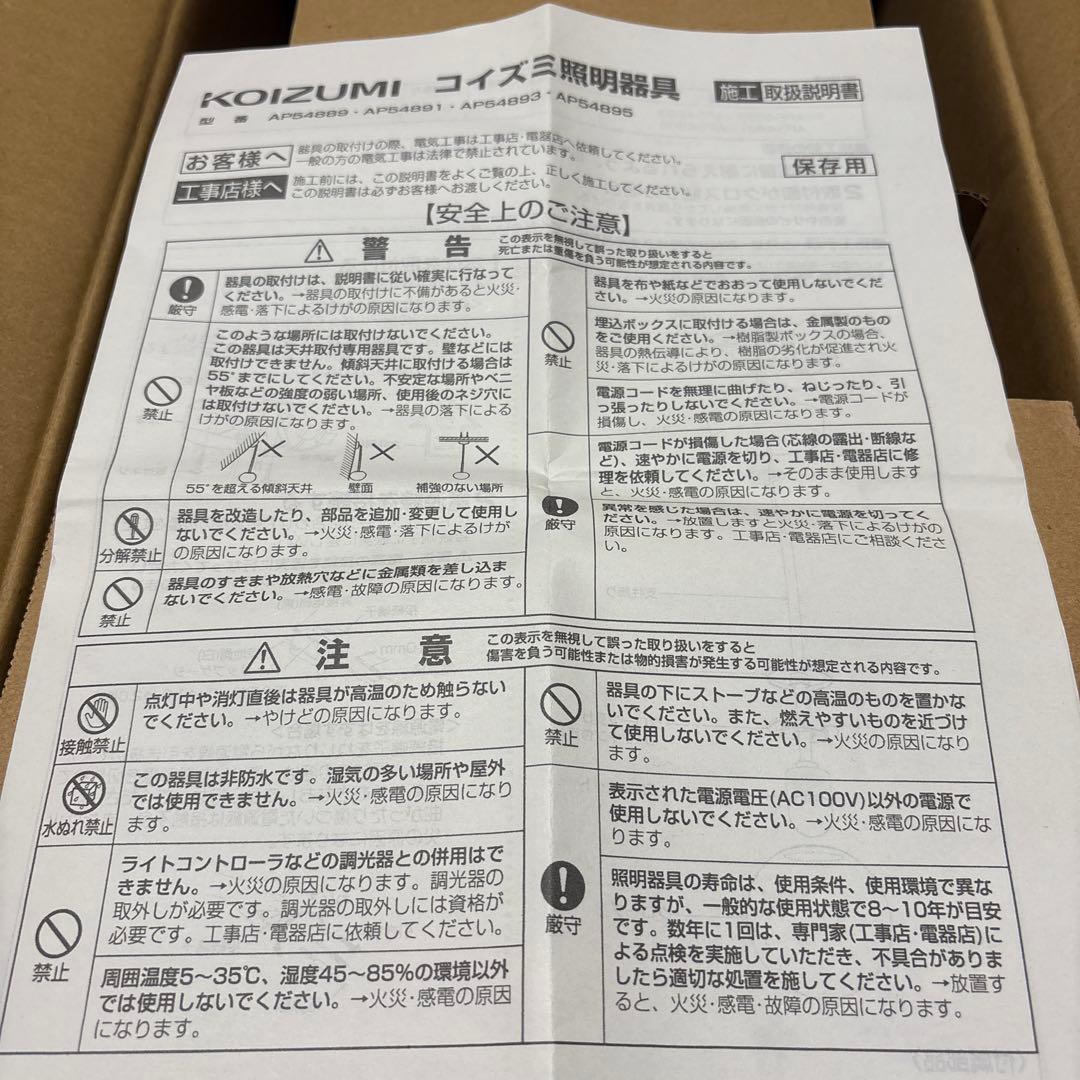 KOIZUMI コイズミ照明器具
施工 取扱説明書
型番 AP54889・AP54891・AP54893・AP54895
お客様へ
器具の取付けの際、電気工事は工事店・電器店へ依頼してください。
一般の方の電気工事は法律で禁止されています。
保存用
工事店様へ
施工前には、この説明書をよくご覧の上、正しく施工してください。
この説明書は必ずお客様へお渡しください。
【安全上のご注意】
警告
この表示を無視して誤った取り扱いをすると
死亡または重傷を負う可能性が想定される内容です。
厳守
器具の取付けは、説明書に従い確実に行なって
ください。→器具の取付けに不備があると火災・
感電・落下によるけがの原因になります。
禁止
このような場所には取付けないでください。
この器具は天井取付専用器具です。壁などには
取付けできません。傾斜天井に取付ける場合は
55°までにしてください。不安定な場所やベニ
ヤ板などの強度の弱い場所、使用後のネジ穴に
は取付けないでください。→器具の落下による
けがの原因になります。
55°を超える傾斜天井 壁面 補強のない場所
分解禁止
器具を改造したり、部品を追加・変更して使用し
ないでください。→火災・感電・落下によるけが
の原因になります。
禁止
器具のすきまや放熱穴などに金属類を差し込ま
ないでください。→感電・故障の原因になります。
禁止
器具を布や紙などでおおって使用しないでくだ
さい。→火災の原因になります。
埋込ボックスに取付ける場合は、金属製のもの
をご使用ください。→樹脂製ボックスの場合、
器具の熱伝導により、樹脂の劣化が促進され火
災・落下によるけがの原因になります。
電源コードを無理に曲げたり、ねじったり、引
っ張ったりしないでください。→電源コードが
損傷し、火災・感電の原因になります。
厳守
電源コードが損傷した場合(芯線の露出・断線な
ど)、速やかに電源を切り、工事店・電器店に修
理を依頼してください。→そのまま使用します
と、火災・感電の原因になります。
異常を感じた場合は、速やかに電源を切ってく
ださい。→放置しますと火災・落下によるけがの
原因になります。工事店・電器店にご相談くださ
い。
注意
この表示を無視して誤った取り扱いをすると
傷害を負う可能性または物的損害が発生する可能性が想定される内容です。
接触禁止
点灯中や消灯直後は器具が高温のため触らない
でください。→やけどの原因になります。
水ぬれ禁止
この器具は非防水です。湿気の多い場所や屋外
では使用できません。→火災・感電の原因になり
ます。
禁止
ライトコントローラなどの調光器との併用はで
きません。→火災の原因になります。調光器の
取外しが必要です。調光器の取外しには資格が
必要です。工事店・電器店に依頼してください。
周囲温度5〜35℃、湿度45〜85%の環境以外
では使用しないでください。→火災・感電の原因
になります。
禁止
器具の下にストーブなどの高温のものを置かな
いでください。また、燃えやすいものを近づけ
て使用しないでください。→火災の原因になり
ます。
厳守
表示された電源電圧(AC100V)以外の電源で
使用しないでください。→火災・感電の原因にな
ります。
照明器具の寿命は、使用条件、使用環境で異な
りますが、一般的な使用状態で8〜10年が目安
です。数年に1回は、専門家(工事店・電器店)に
よる点検を実施していただき、不具合がありま
したら適切な処置を施してください。→放置す
ると、火災・感電・故障の原因になります。